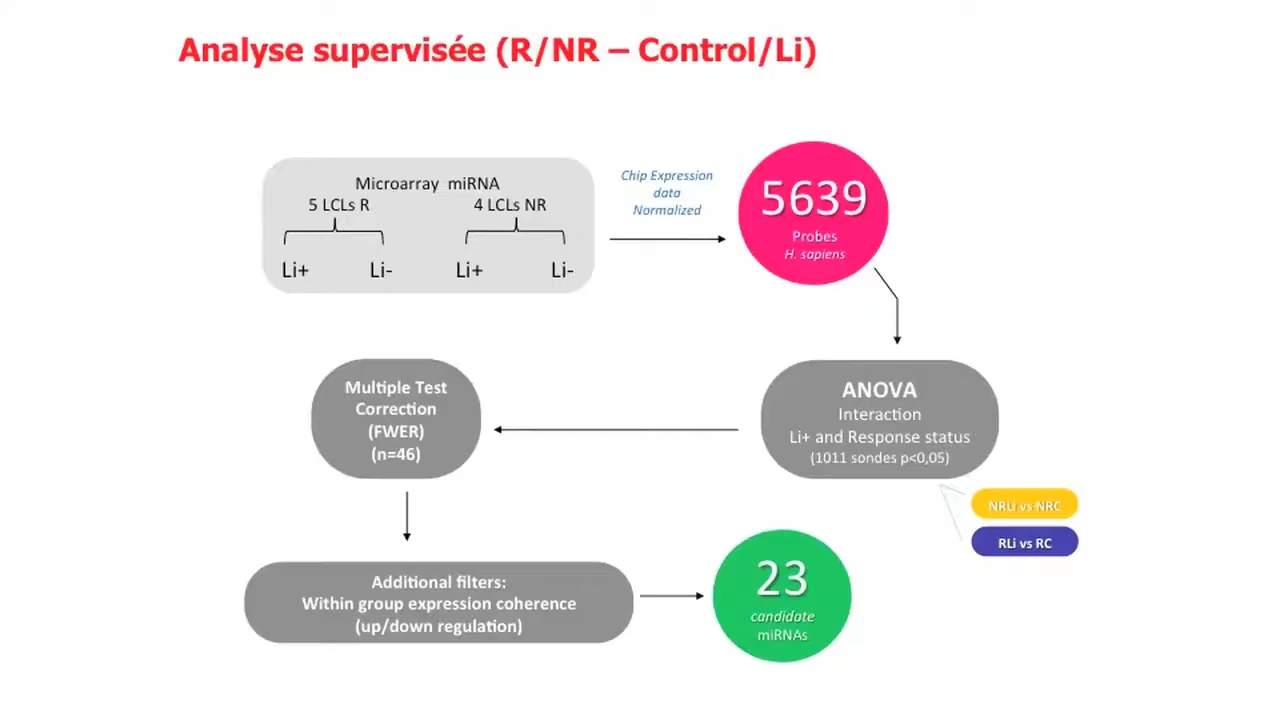 Analyse supervisée (R/NR – Control/Li)
Microarray miRNA
5 LCLs R
4 LCLs NR
Li+
Li-
Li+
Li-
Chip Expression
data
Normalized
5639
Probes
H. sapiens
ANOVA
Interaction
Li+ and Response status
(1011 sondes p<0,05)
NRLi vs NRC
RLi vs RC
Multiple Test
Correction
(FWER)
(n=46)
Additional filters:
Within group expression coherence
(up/down regulation)
23
candidate
miRNAs